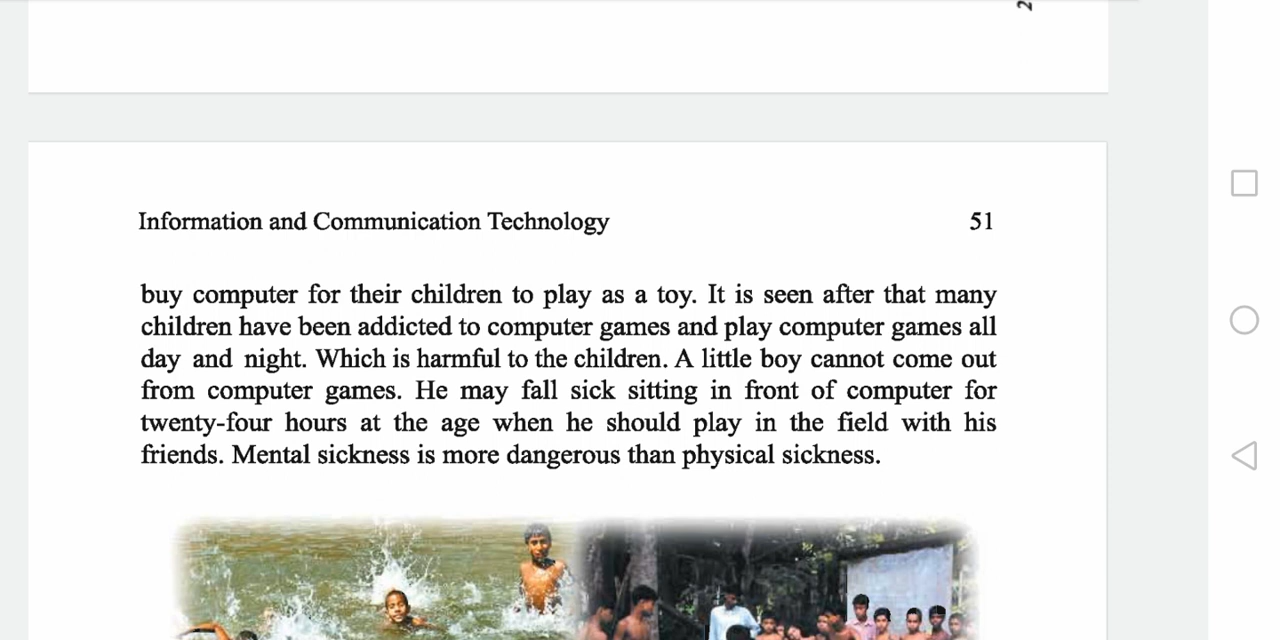 2
Information and Communication Technology 51
buy computer for their children to play as a toy. It is seen after that many
children have been addicted to computer games and play computer games all
day and night. Which is harmful to the children. A little boy cannot come out
from computer games. He may fall sick sitting in front of computer for
twenty-four hours at the age when he should play in the field with his
friends. Mental sickness is more dangerous than physical sickness.